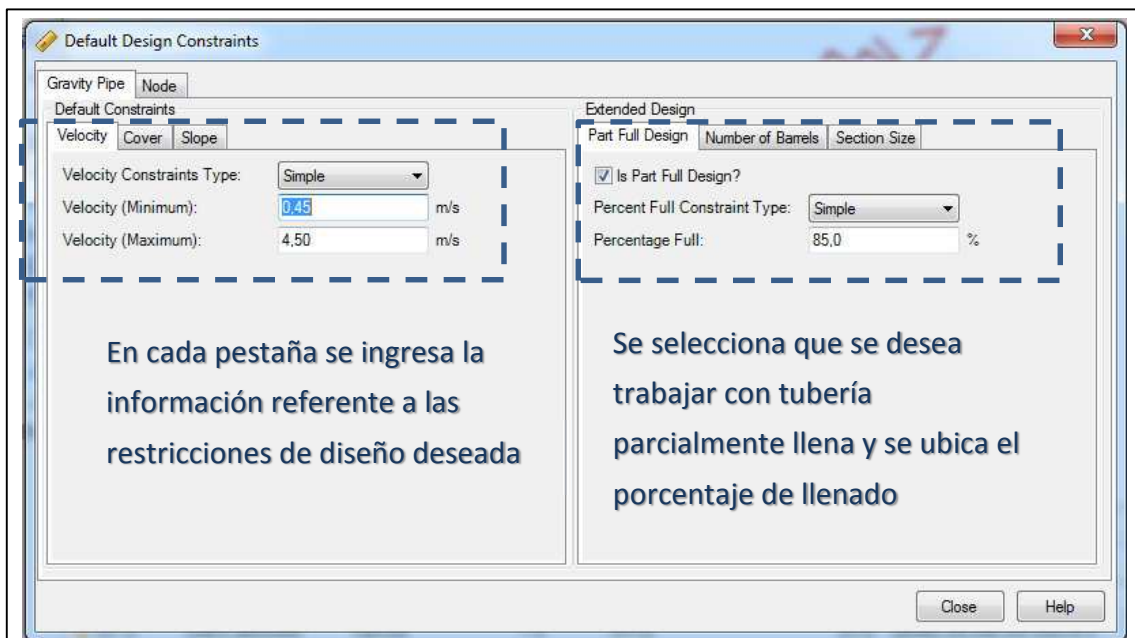 Default Design Constraints
Gravity Pipe Node
Default Constraints
Velocity Cover Slope
Velocity Constraints Type: Simple
Velocity (Minimum): 0,45 m/s
Velocity (Maximum): 4,50 m/s
En cada pestaña se ingresa la
información referente a las
restricciones de diseño deseada
Extended Design
Part Full Design Number of Barrels Section Size
Is Part Full Design?
Percent Full Constraint Type: Simple
Percentage Full: 85,0 %
Se selecciona que se desea
trabajar con tubería
parcialmente llena y se ubica el
porcentaje de llenado
Close Help